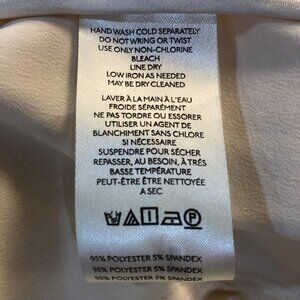 HAND WASH COLD SEPARATELY
DO NOT WRING OR TWIST
USE ONLY NON-CHLORINE
BLEACH
LINE DRY
LOW IRON AS NEEDED
MAY BE DRY CLEANED
LAVER À LA MAIN À L'EAU
FROIDE SÉPARÉMENT
NE PAS TORDRE OU ESSORER
UTILISER UN AGENT DE
BLANCHIMENT SANS CHLORE
SI NÉCESSAIRE
SUSPENDRE POUR SÉCHER
REPASSER, AU BESOIN, À TRÈS
BASSE TEMPÉRATURE
PEUT-ÊTRE ÊTRE NETTOYÉE
A SEC
P
95% POLYESTER 5% SPANDEX
95% POLYESTER 5% SPANDEX
95% POLYESTER 5% SPANDEX